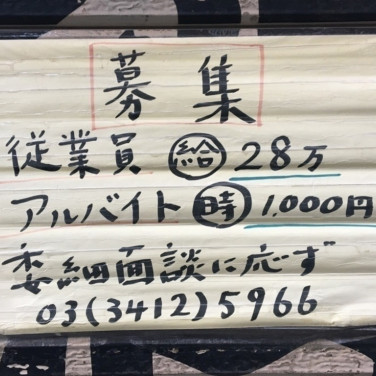 募集
従業員 ㊕給 28万
アルバイト 時 1,000円
委細面談に応ず
03(3412)5966